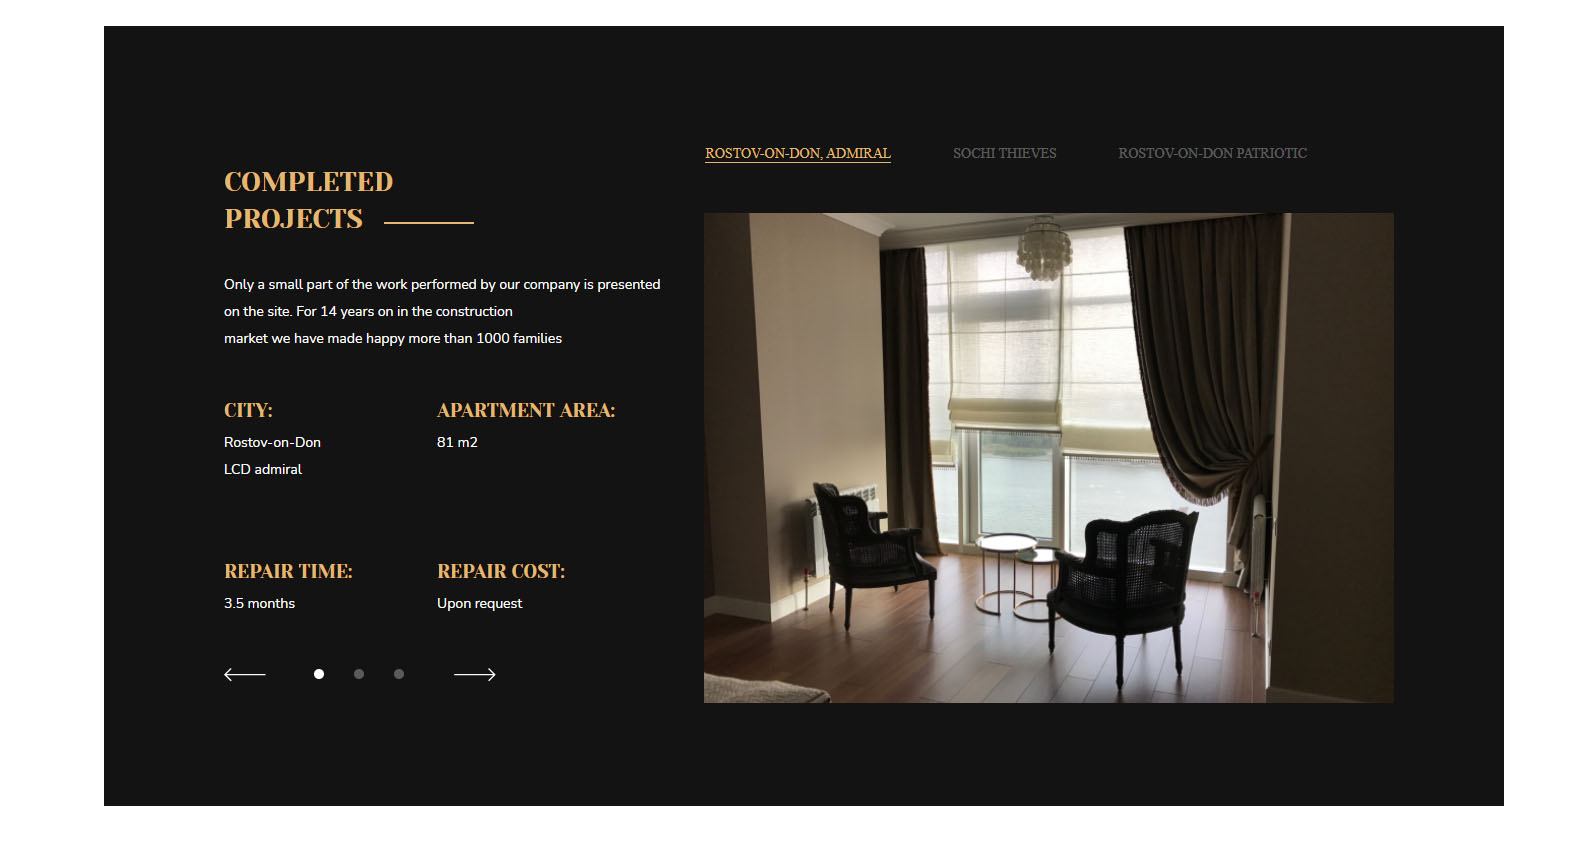 ROSTOV-ON-DON, ADMIRAL
SOCHI THIEVES
ROSTOV-ON-DON PATRIOTIC
COMPLETED
PROJECTS
Only a small part of the work performed by our company is presented
on the site. For 14 years on in the construction
market we have made happy more than 1000 families
CITY:
Rostov-on-Don
LCD admiral
APARTMENT AREA:
81 m2
REPAIR TIME:
3.5 months
REPAIR COST:
Upon request